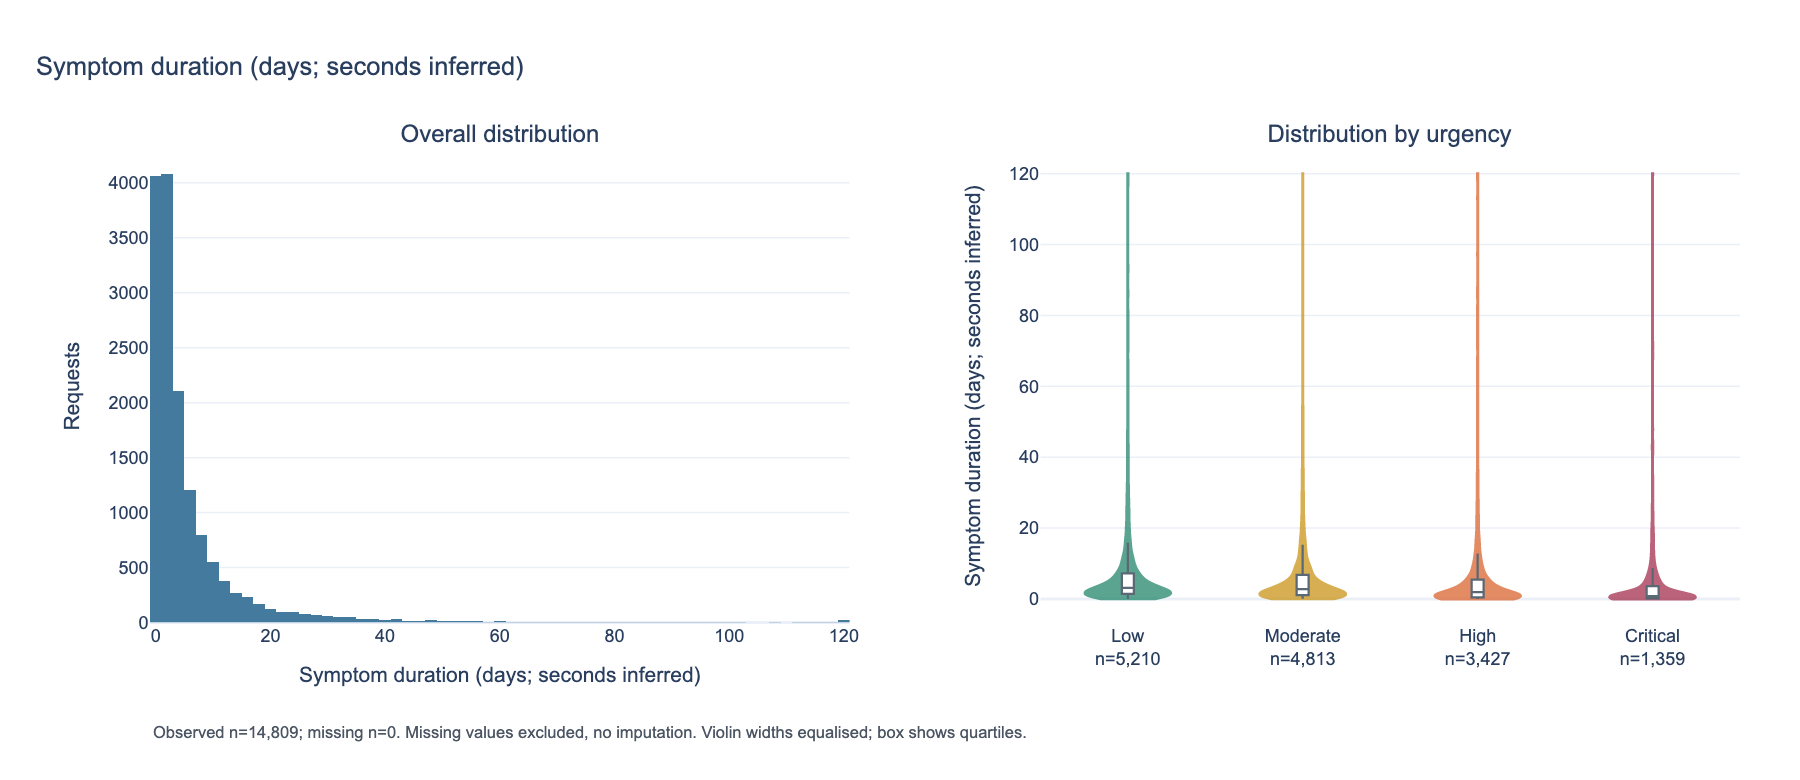 Symptom duration (days; seconds inferred)
Overall distribution
4000
3500
3000
2500
2000
1500
1000
500
0
Requests
0 20 40 60 80 100 120
Symptom duration (days; seconds inferred)
Distribution by urgency
120
100
80
60
40
20
0
Symptom duration (days; seconds inferred)
Low Moderate High Critical
n=5,210 n=4,813 n=3,427 n=1,359
Observed n=14,809; missing n=0. Missing values excluded, no imputation. Violin widths equalised; box shows quartiles.